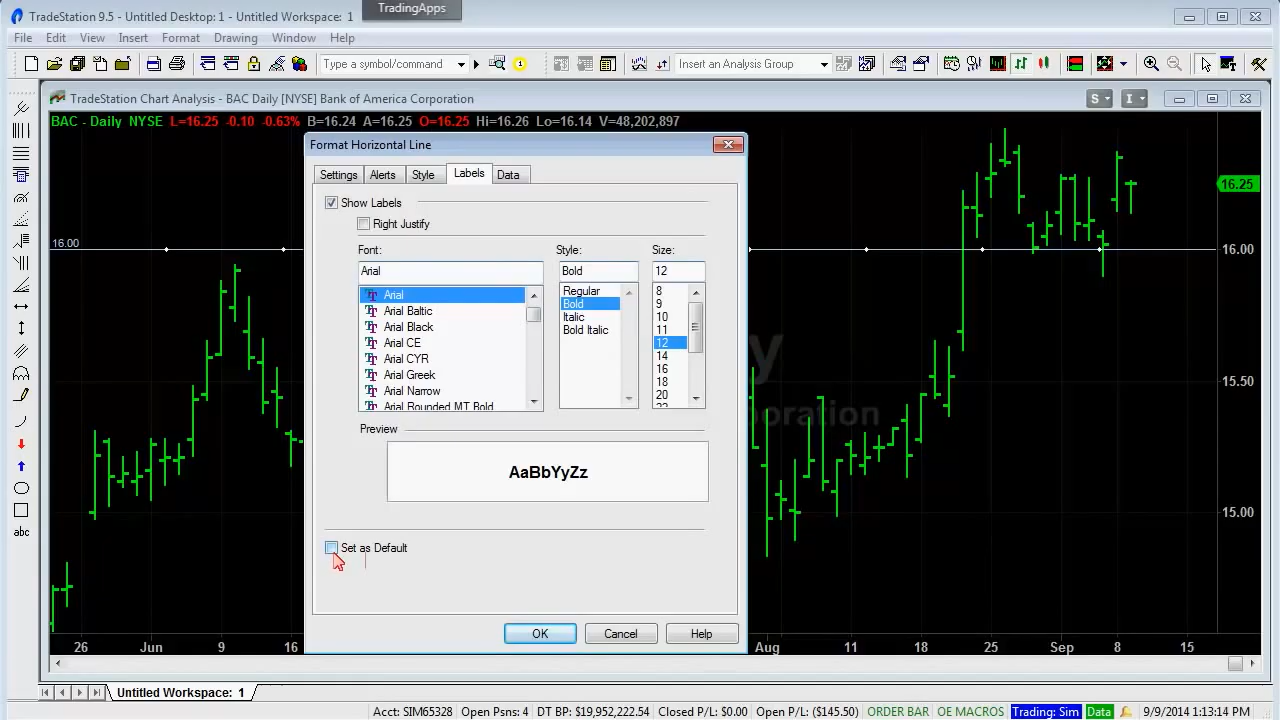 TradeStation 9.5 - Untitled Desktop: 1 - Untitled Workspace: 1
TradingApps
File Edit View Insert Format Drawing Window Help
Type a symbol/command
Insert an Analysis Group
TradeStation Chart Analysis - BAC Daily [NYSE] Bank of America Corporation
S I
BAC - Daily NYSE L=16.25 -0.10 -0.63% B=16.24 A=16.25 O=16.25 Hi=16.26 Lo=16.14 V=48,202,897
Format Horizontal Line
Settings Alerts Style Labels Data
Show Labels
Right Justify
Font: Style: Size:
Arial Bold 12
Arial
Arial Baltic
Arial Black
Arial CE
Arial CYR
Arial Greek
Arial Narrow
Arial Rounded MT Bold
Regular
Bold
Italic
Bold Italic
8
9
10
11
12
14
16
18
20
22
Preview
AaBbYyZz
Set as Default
OK Cancel Help
16.00
16.25
16.00
15.50
15.00
26 Jun 9 16 Aug 11 18 25 Sep 8 15
abc
Untitled Workspace: 1
Acct: SIM65328 Open Psns: 4 DT BP: $19,952,222.54 Closed P/L: $0.00 Open P/L: ($145.50) ORDER BAR OE MACROS Trading: Sim Data 9/9/2014 1:13:14 PM